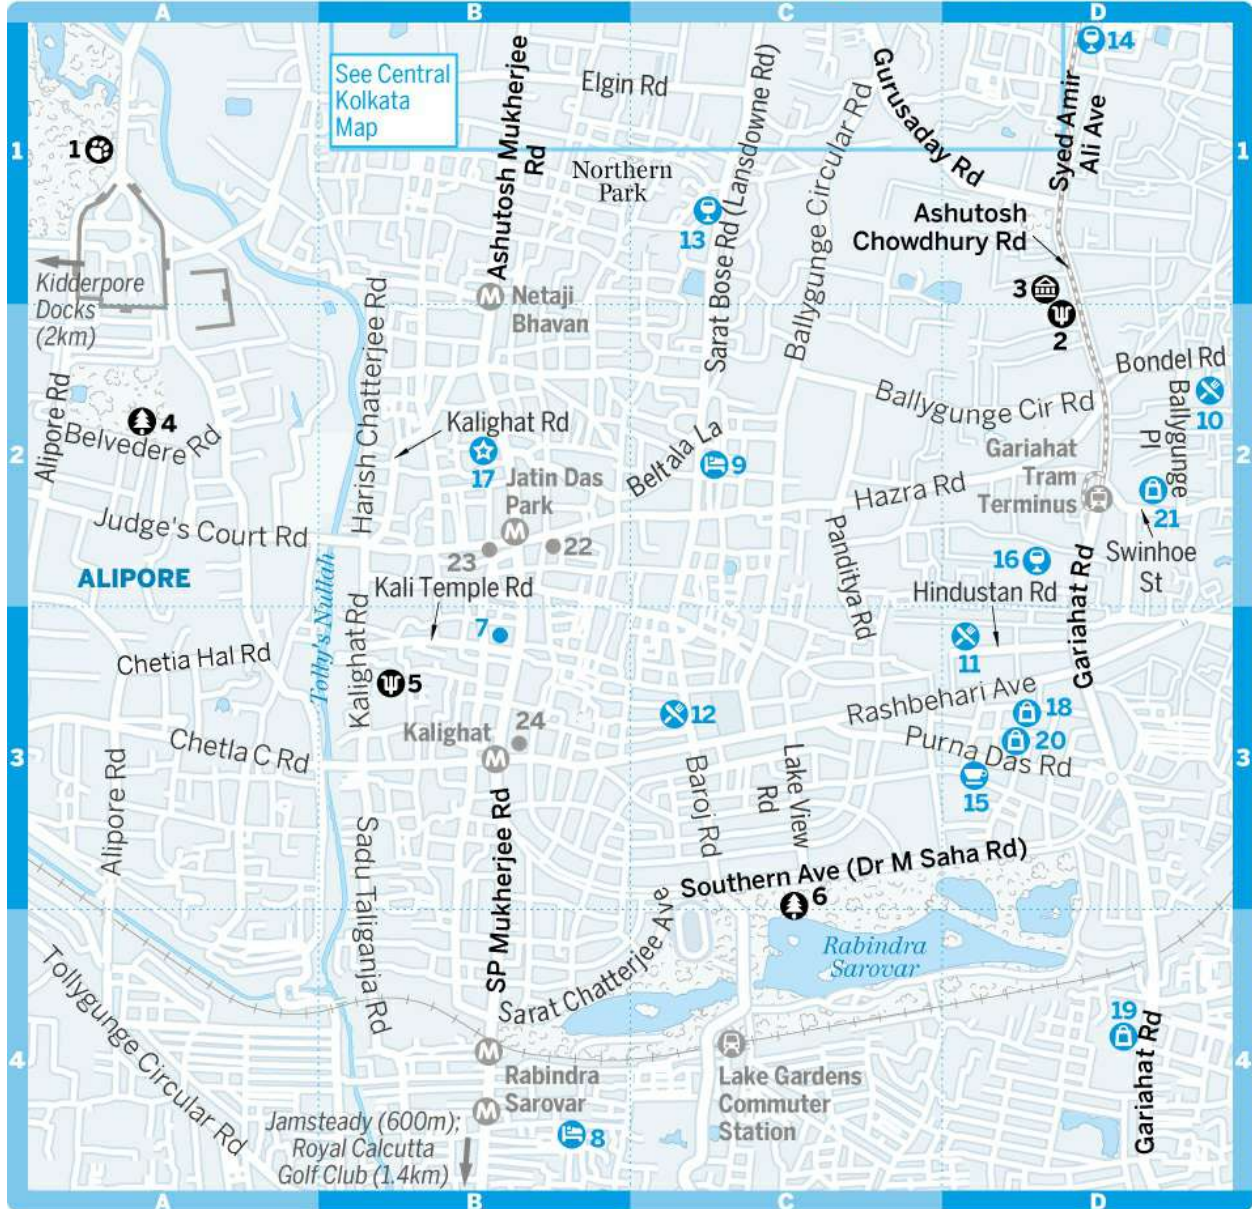 A
B
C
D
14
See Central
Kolkata
Map
Elgin Rd
Ashutosh Mukherjee
Rd
Sarat Bose Rd (Lansdowne Rd)
Ballygunge Circular Rd
Gurusaday Rd
Syed Amir
Ali Ave
1
1
1
Northern
Park
13
Ashutosh
Chowdhury Rd
Kidderpore
Docks
(2km)
Netaji
Bhavan
3
2
Harish Chatterjee Rd
Bondel Rd
10
Ballygunge
Pl
Alipore Rd
4
Belvedere Rd
Kalighat Rd
17
Jatin Das
Park
Beltala La
9
Ballygunge Cir Rd
Gariahat
Tram
Terminus
2
2
Hazra Rd
21
Judge's Court Rd
23
22
Panditya Rd
16
Swinhoe
St
ALIPORE
Tolly's Nullah
Kali Temple Rd
Hindustan Rd
Gariahat Rd
7
11
Chetia Hal Rd
Kalighat Rd
5
12
Rashbehari Ave
18
Kalighat
24
20
Purna Das Rd
3
3
Chetla C Rd
15
Alipore Rd
Baroj Rd
Lake View
Rd
Sadu Taliganja Rd
SP Mukherjee Rd
Southern Ave (Dr M Saha Rd)
6
Sarat Chatterjee Ave
Rabindra
Sarovar
Tollygunge Circular Rd
19
Gariahat Rd
4
4
Rabindra
Sarovar
Lake Gardens
Commuter
Station
Jamsteady (600m);
Royal Calcutta
Golf Club (1.4km)
8
A
B
C
D